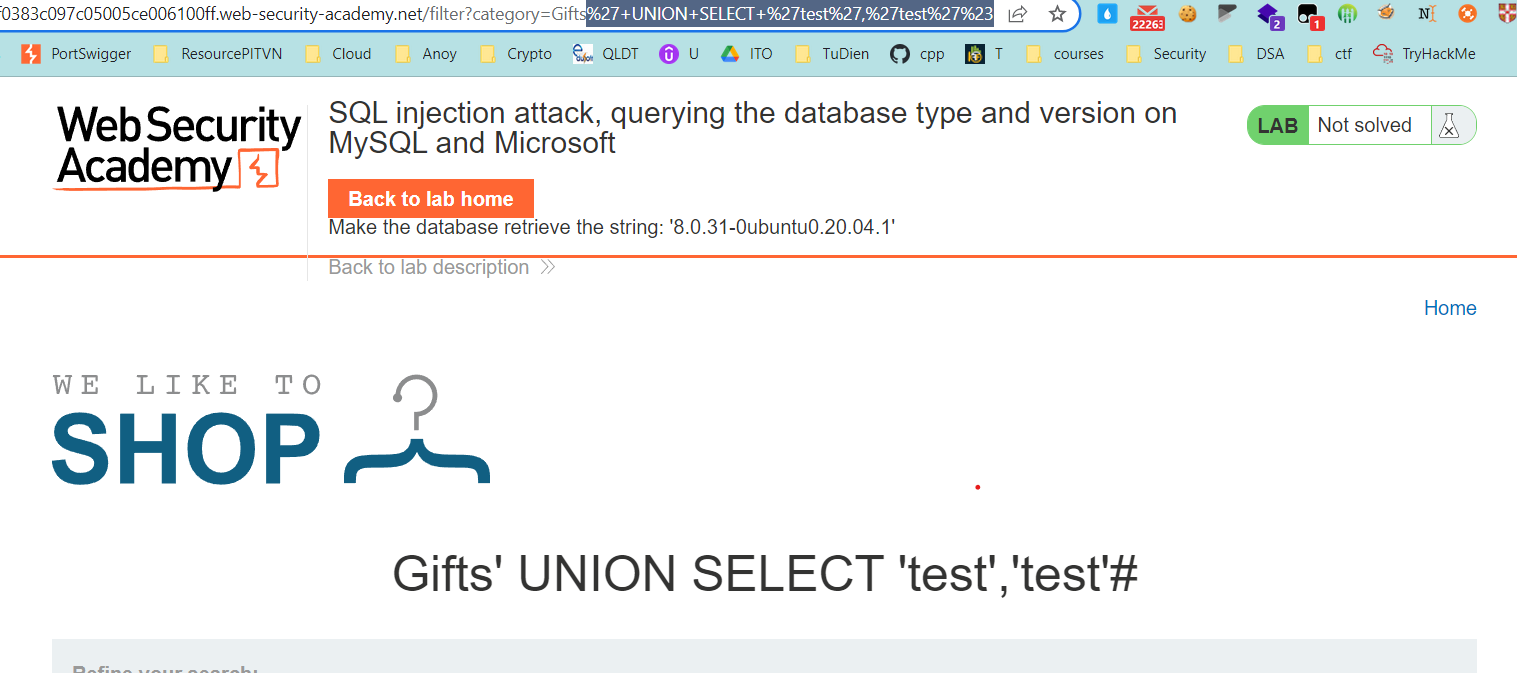 f0383c097c05005ce006100ff.web-security-academy.net/filter?category=Gifts%27+UNION+SELECT+%27test%27,%27test%27%23
22263
2
1
N
PortSwigger ResourcePITVN Cloud Anoy Crypto QLDT U ITO TuDien cpp T courses Security DSA ctf TryHackMe
Web Security
Academy
SQL injection attack, querying the database type and version on
MySQL and Microsoft
LAB Not solved
Back to lab home
Make the database retrieve the string: '8.0.31-0ubuntu0.20.04.1'
Back to lab description
Home
WE LIKE TO
SHOP
Gifts' UNION SELECT 'test','test'#
Refine your search: